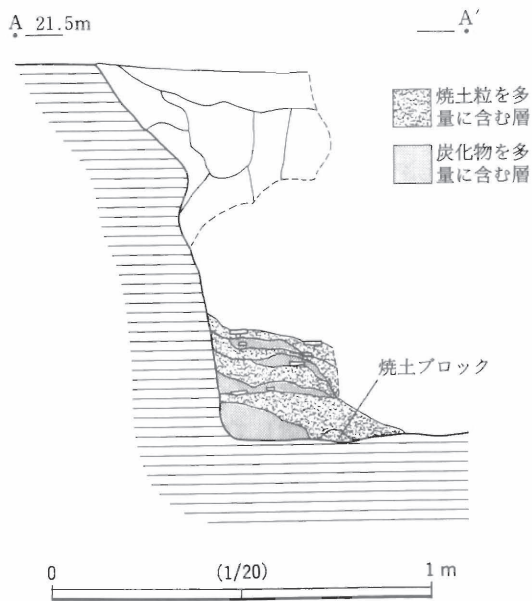 A 21.5m
A′
焼土粒を多
量に含む層
炭化物を多
量に含む層
焼土ブロック
0 (1/20) 1 m